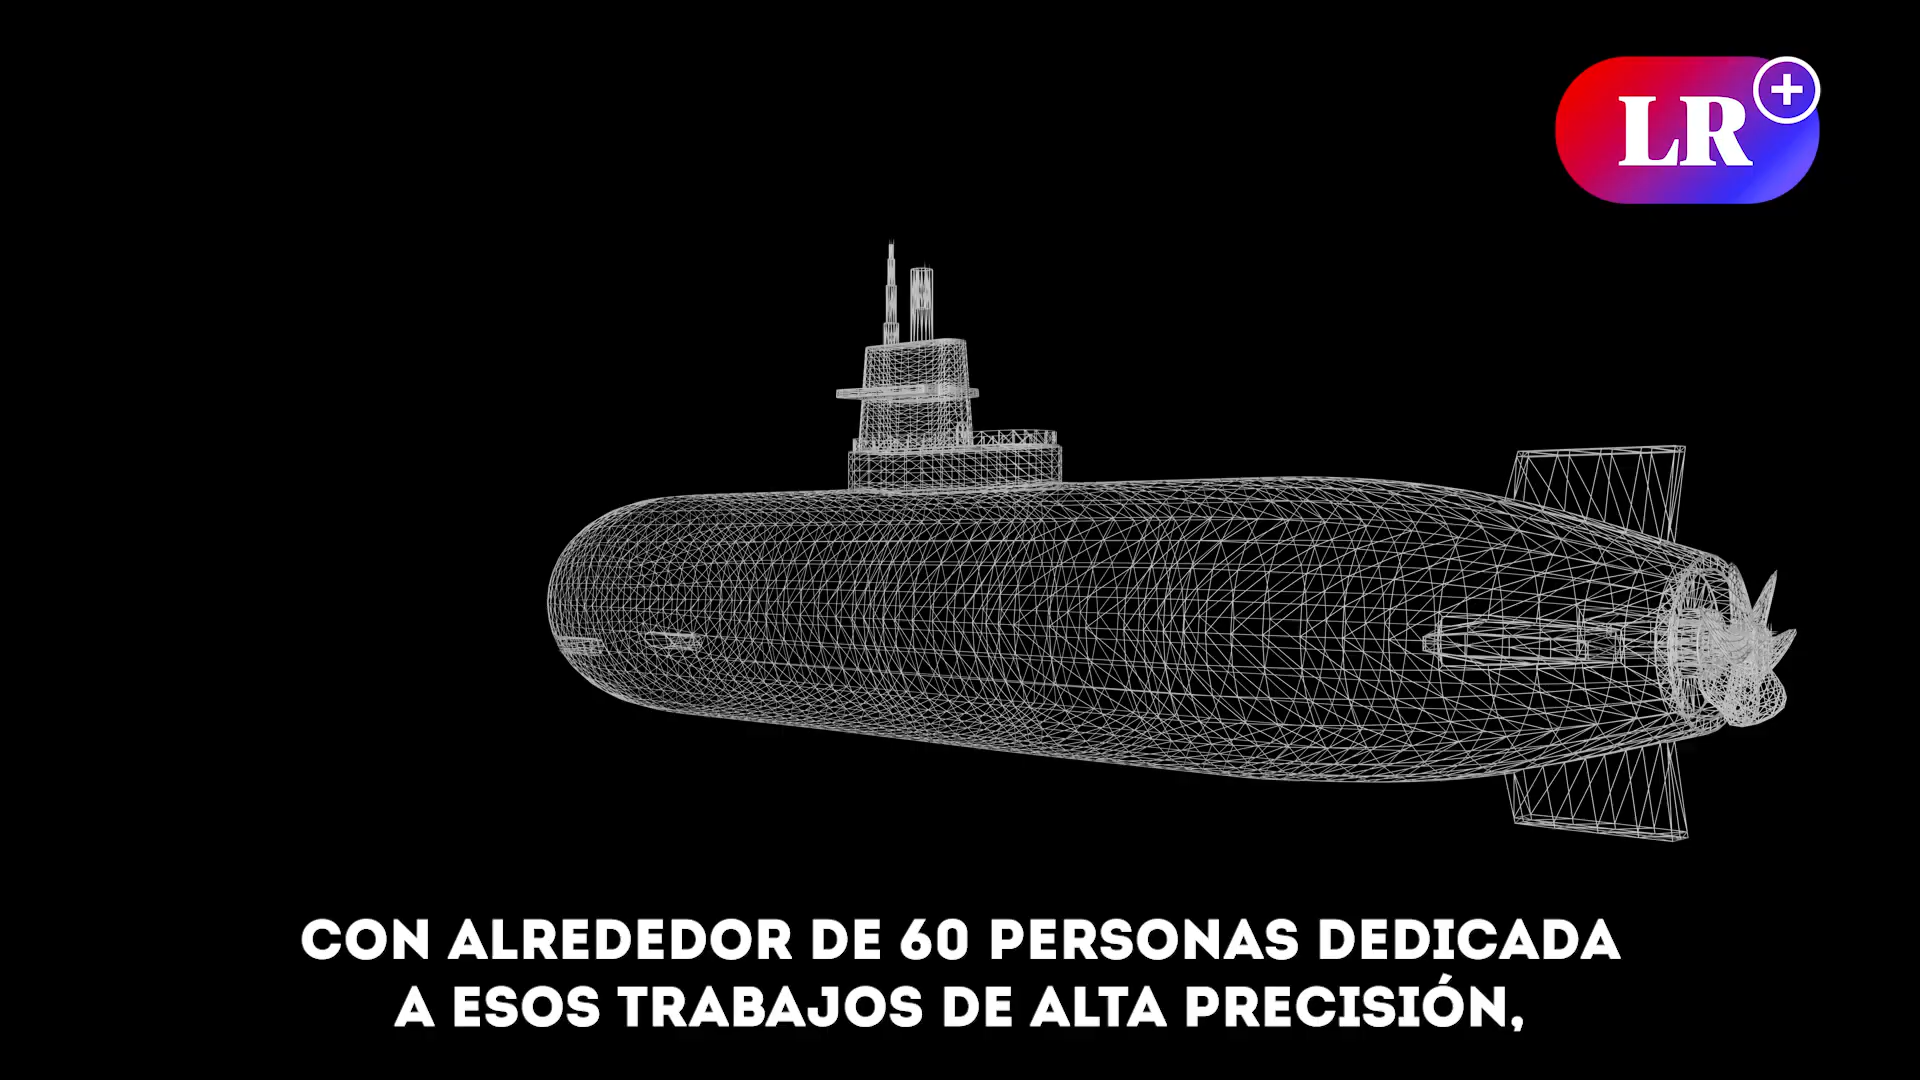 LR+
CON ALREDEDOR DE 60 PERSONAS DEDICADA
A ESOS TRABAJOS DE ALTA PRECISIÓN,